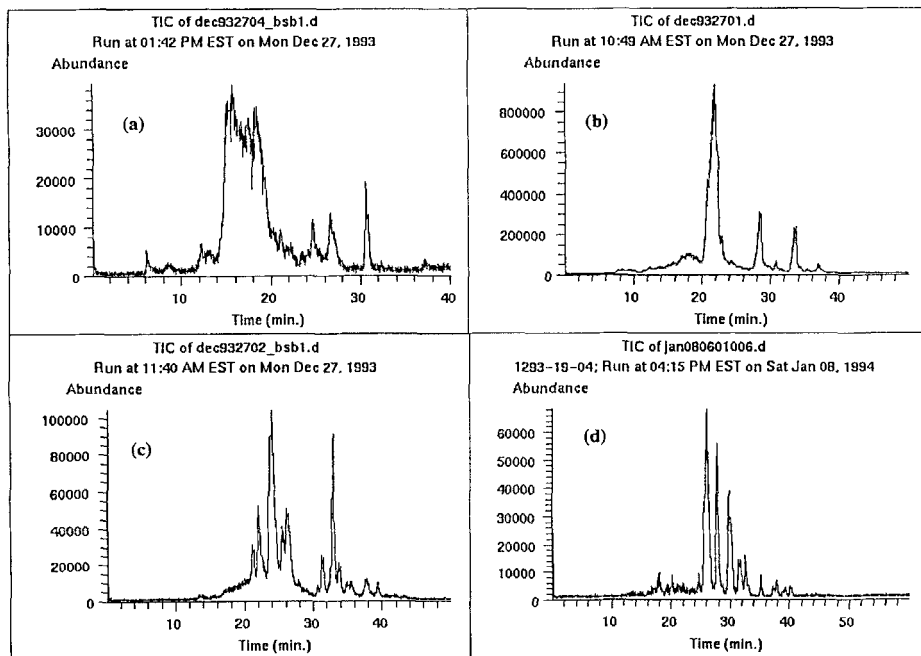 TIC of dec932704_bsb1.d
Run at 01:42 PM EST on Mon Dec 27, 1993
Abundance
(a)
30000
20000
10000
0
10 20 30 40
Time (min.)
TIC of dec932701.d
Run at 10:49 AM EST on Mon Dec 27, 1993
Abundance
(b)
800000
600000
400000
200000
0
10 20 30 40
Time (min.)
TIC of dec932702_bsb1.d
Run at 11:40 AM EST on Mon Dec 27, 1993
Abundance
(c)
100000
80000
60000
40000
20000
0
10 20 30 40
Time (min.)
TIC of jan080601006.d
1293-19-04; Run at 04:15 PM EST on Sat Jan 08, 1994
Abundance
(d)
60000
50000
40000
30000
20000
10000
0
10 20 30 40 50 60
Time (min.)